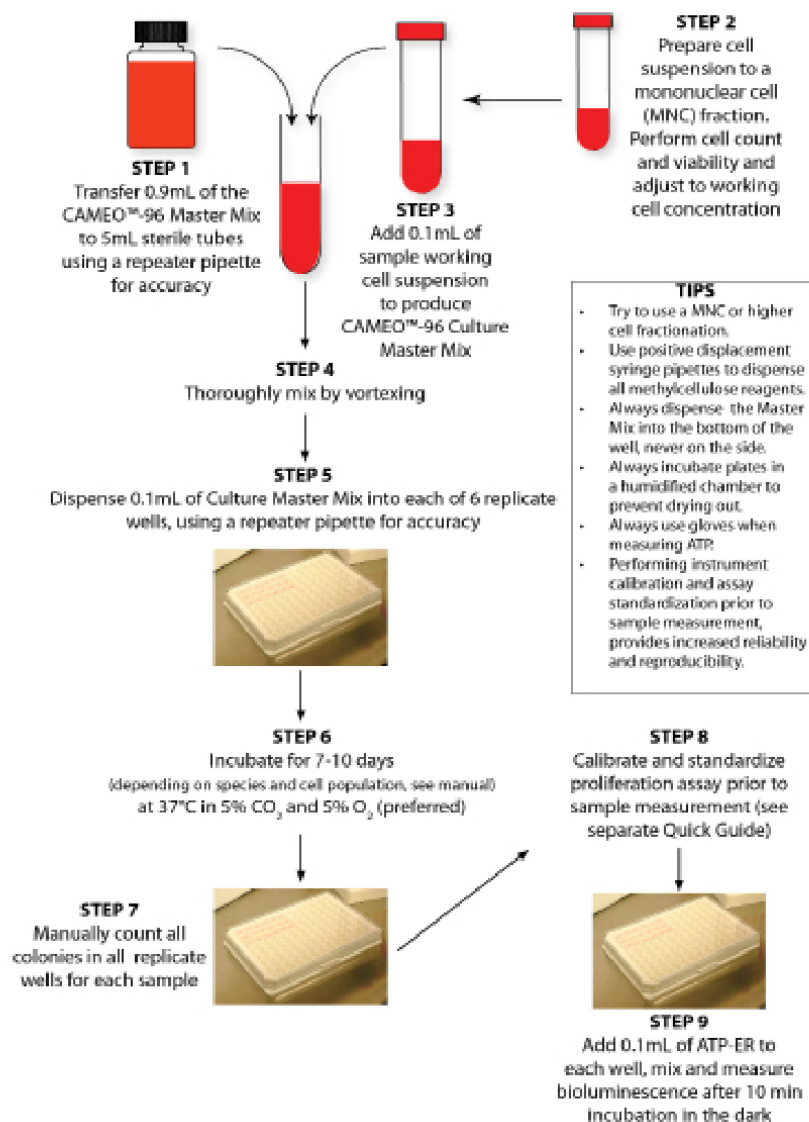 STEP 1
Transfer 0.9mL of the
CAMEO™-96 Master Mix
to 5mL sterile tubes
using a repeater pipette
for accuracy
STEP 2
Prepare cell
suspension to a
mononuclear cell
(MNC) fraction.
Perform cell count
and viability and
adjust to working
cell concentration
STEP 3
Add 0.1mL of
sample working
cell suspension
to produce
CAMEO™-96 Culture
Master Mix
STEP 4
Thoroughly mix by vortexing
STEP 5
Dispense 0.1mL of Culture Master Mix into each of 6 replicate
wells, using a repeater pipette for accuracy
TIPS
• Try to use a MNC or higher
cell fractionation.
• Use positive displacement
syringe pipettes to dispense
all methylcellulose reagents.
• Always dispense the Master
Mix into the bottom of the
well, never on the side.
• Always incubate plates in
a humidified chamber to
prevent drying out.
• Always use gloves when
measuring ATP.
• Performing instrument
calibration and assay
standardization prior to
sample measurement,
provides increased reliability
and reproducibility.
STEP 6
Incubate for 7-10 days
(depending on species and cell population, see manual)
at 37°C in 5% CO₂ and 5% O₂ (preferred)
STEP 7
Manually count all
colonies in all replicate
wells for each sample
STEP 8
Calibrate and standardize
proliferation assay prior to
sample measurement (see
separate Quick Guide)
STEP 9
Add 0.1mL of ATP-ER to
each well, mix and measure
bioluminescence after 10 min
incubation in the dark